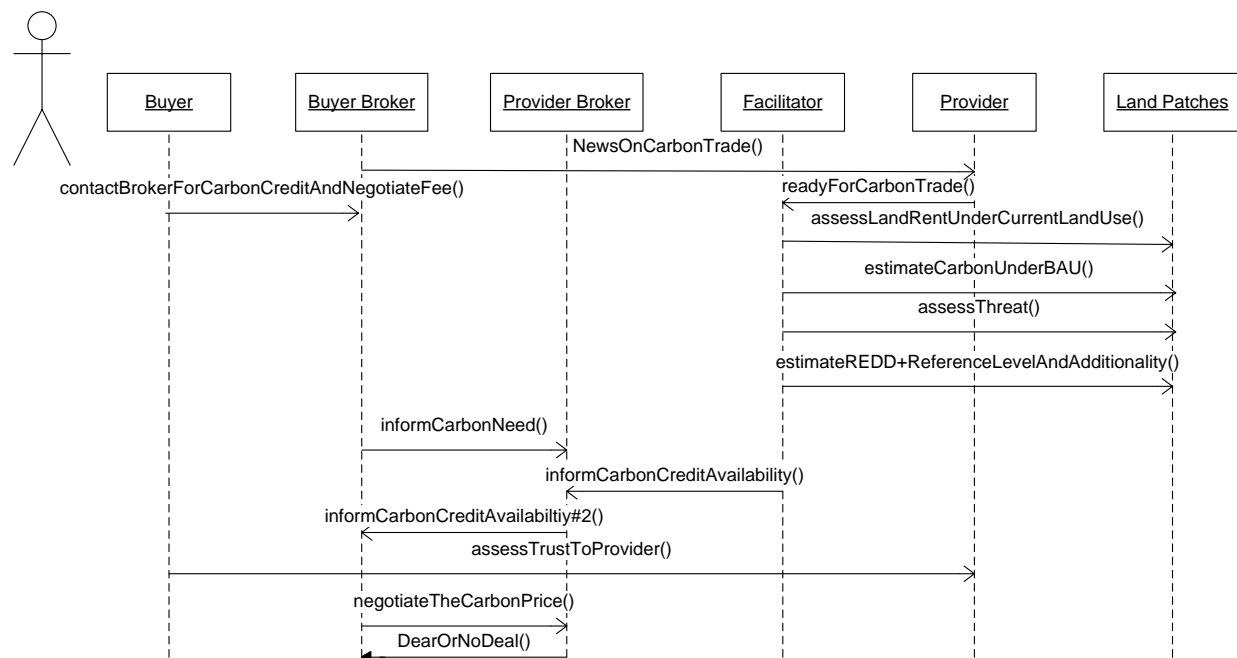 Buyer
Buyer Broker
Provider Broker
Facilitator
Provider
Land Patches
NewsOnCarbonTrade()
contactBrokerForCarbonCreditAndNegotiateFee()
readyForCarbonTrade()
assessLandRentUnderCurrentLandUse()
estimateCarbonUnderBAU()
assessThreat()
estimateREDD+ReferenceLevelAndAdditionality()
informCarbonNeed()
informCarbonCreditAvailability()
informCarbonCreditAvailabiltiy#2()
assessTrustToProvider()
negotiateTheCarbonPrice()
DearOrNoDeal()